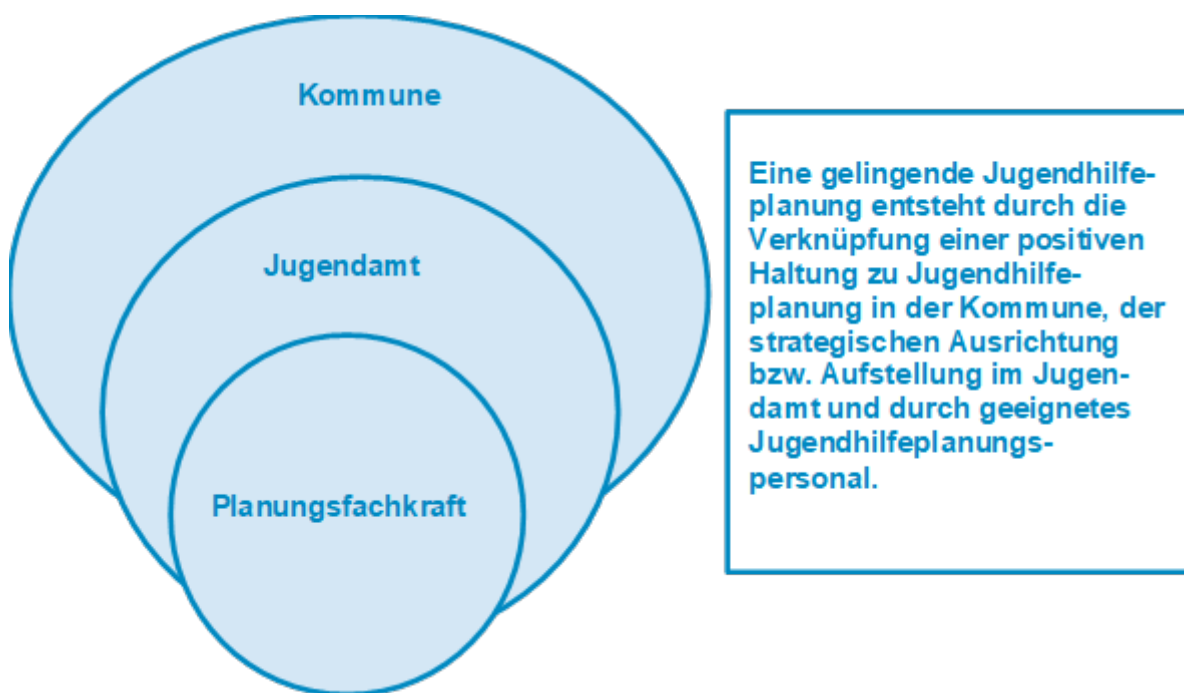 Kommune
Jugendamt
Planungsfachkraft
Eine gelingende Jugendhilfe-
planung entsteht durch die
Verknüpfung einer positiven
Haltung zu Jugendhilfe-
planung in der Kommune, der
strategischen Ausrichtung
bzw. Aufstellung im Jugen-
damt und durch geeignetes
Jugendhilfeplanungs-
personal.